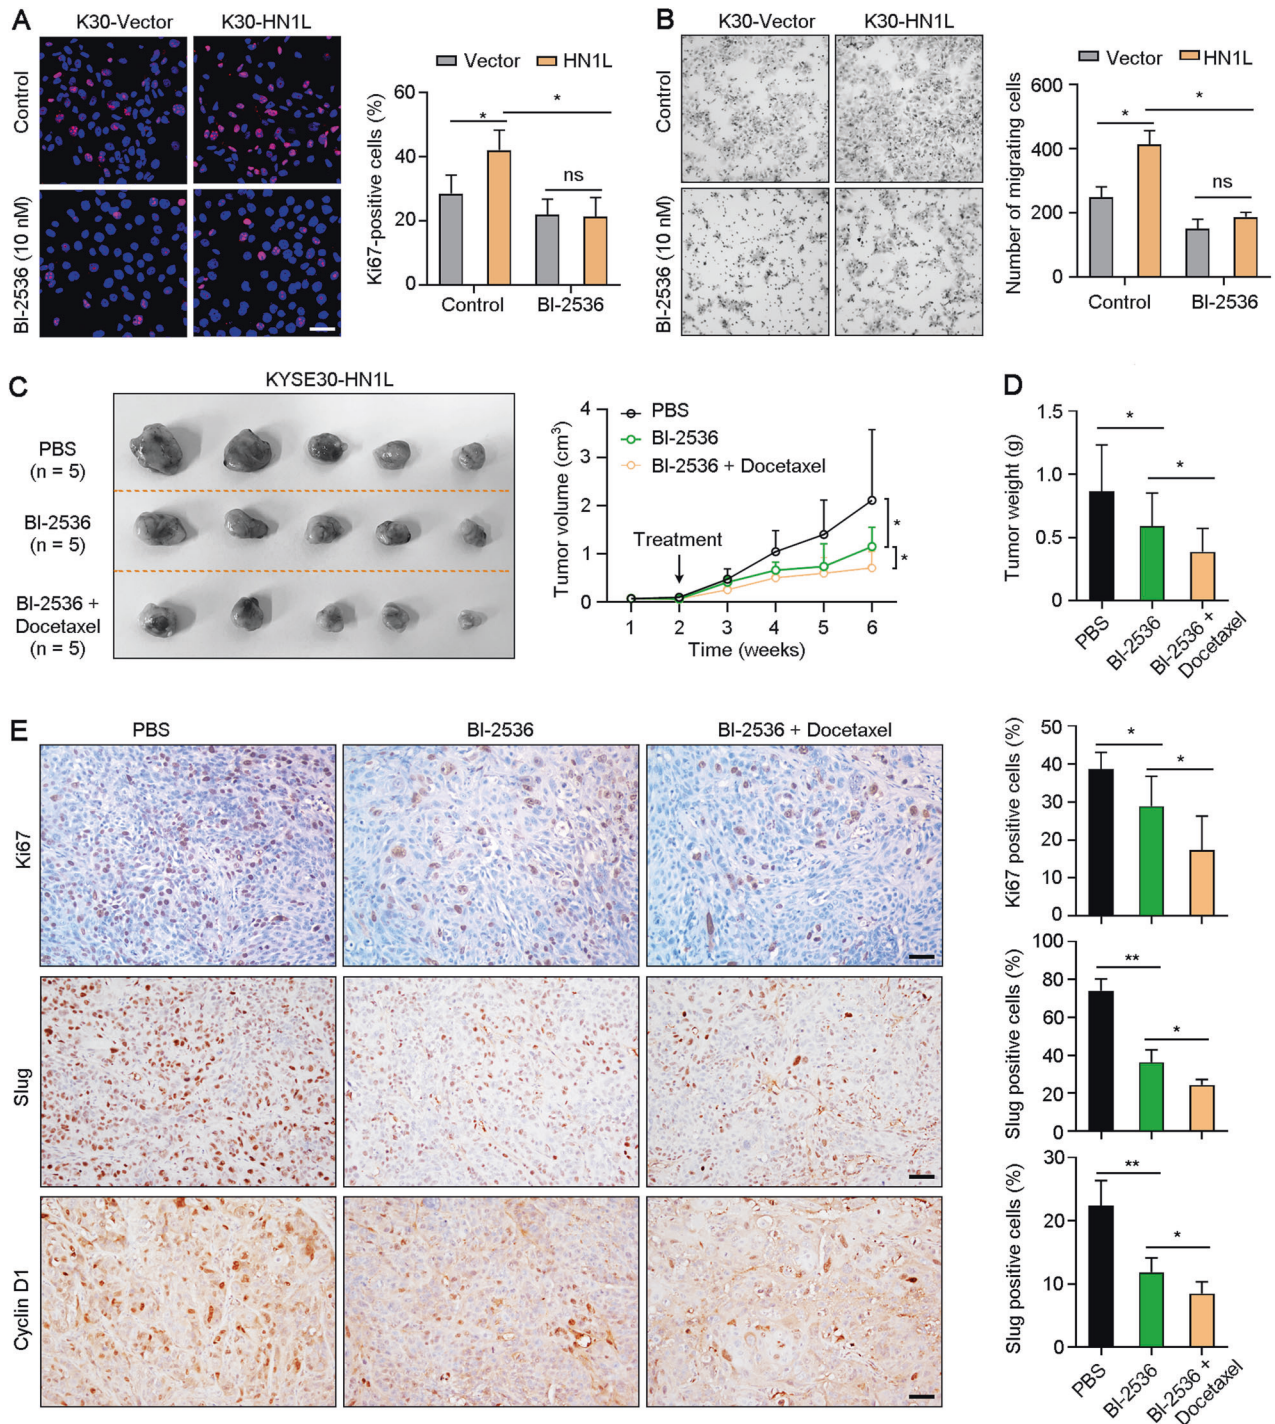 A
K30-Vector
K30-HN1L
Control
BI-2536 (10 nM)
Vector
HN1L
Ki67-positive cells (%)
60
40
20
0
*
*
ns
Control
BI-2536
B
K30-Vector
K30-HN1L
Control
BI-2536 (10 nM)
Vector
HN1L
Number of migrating cells
600
400
200
0
*
*
ns
Control
BI-2536
C
KYSE30-HN1L
PBS
(n = 5)
BI-2536
(n = 5)
BI-2536 +
Docetaxel
(n = 5)
Tumor volume (cm³)
4
3
2
1
0
PBS
BI-2536
BI-2536 + Docetaxel
Treatment
*
*
1 2 3 4 5 6
Time (weeks)
D
Tumor weight (g)
1.5
1.0
0.5
0.0
*
*
PBS
BI-2536
BI-2536 +
Docetaxel
E
PBS
BI-2536
BI-2536 + Docetaxel
Ki67
Slug
Cyclin D1
Ki67 positive cells (%)
50
40
30
20
10
0
*
*
Slug positive cells (%)
100
80
60
40
20
0
**
*
Slug positive cells (%)
30
20
10
0
**
*
PBS
BI-2536
BI-2536 +
Docetaxel